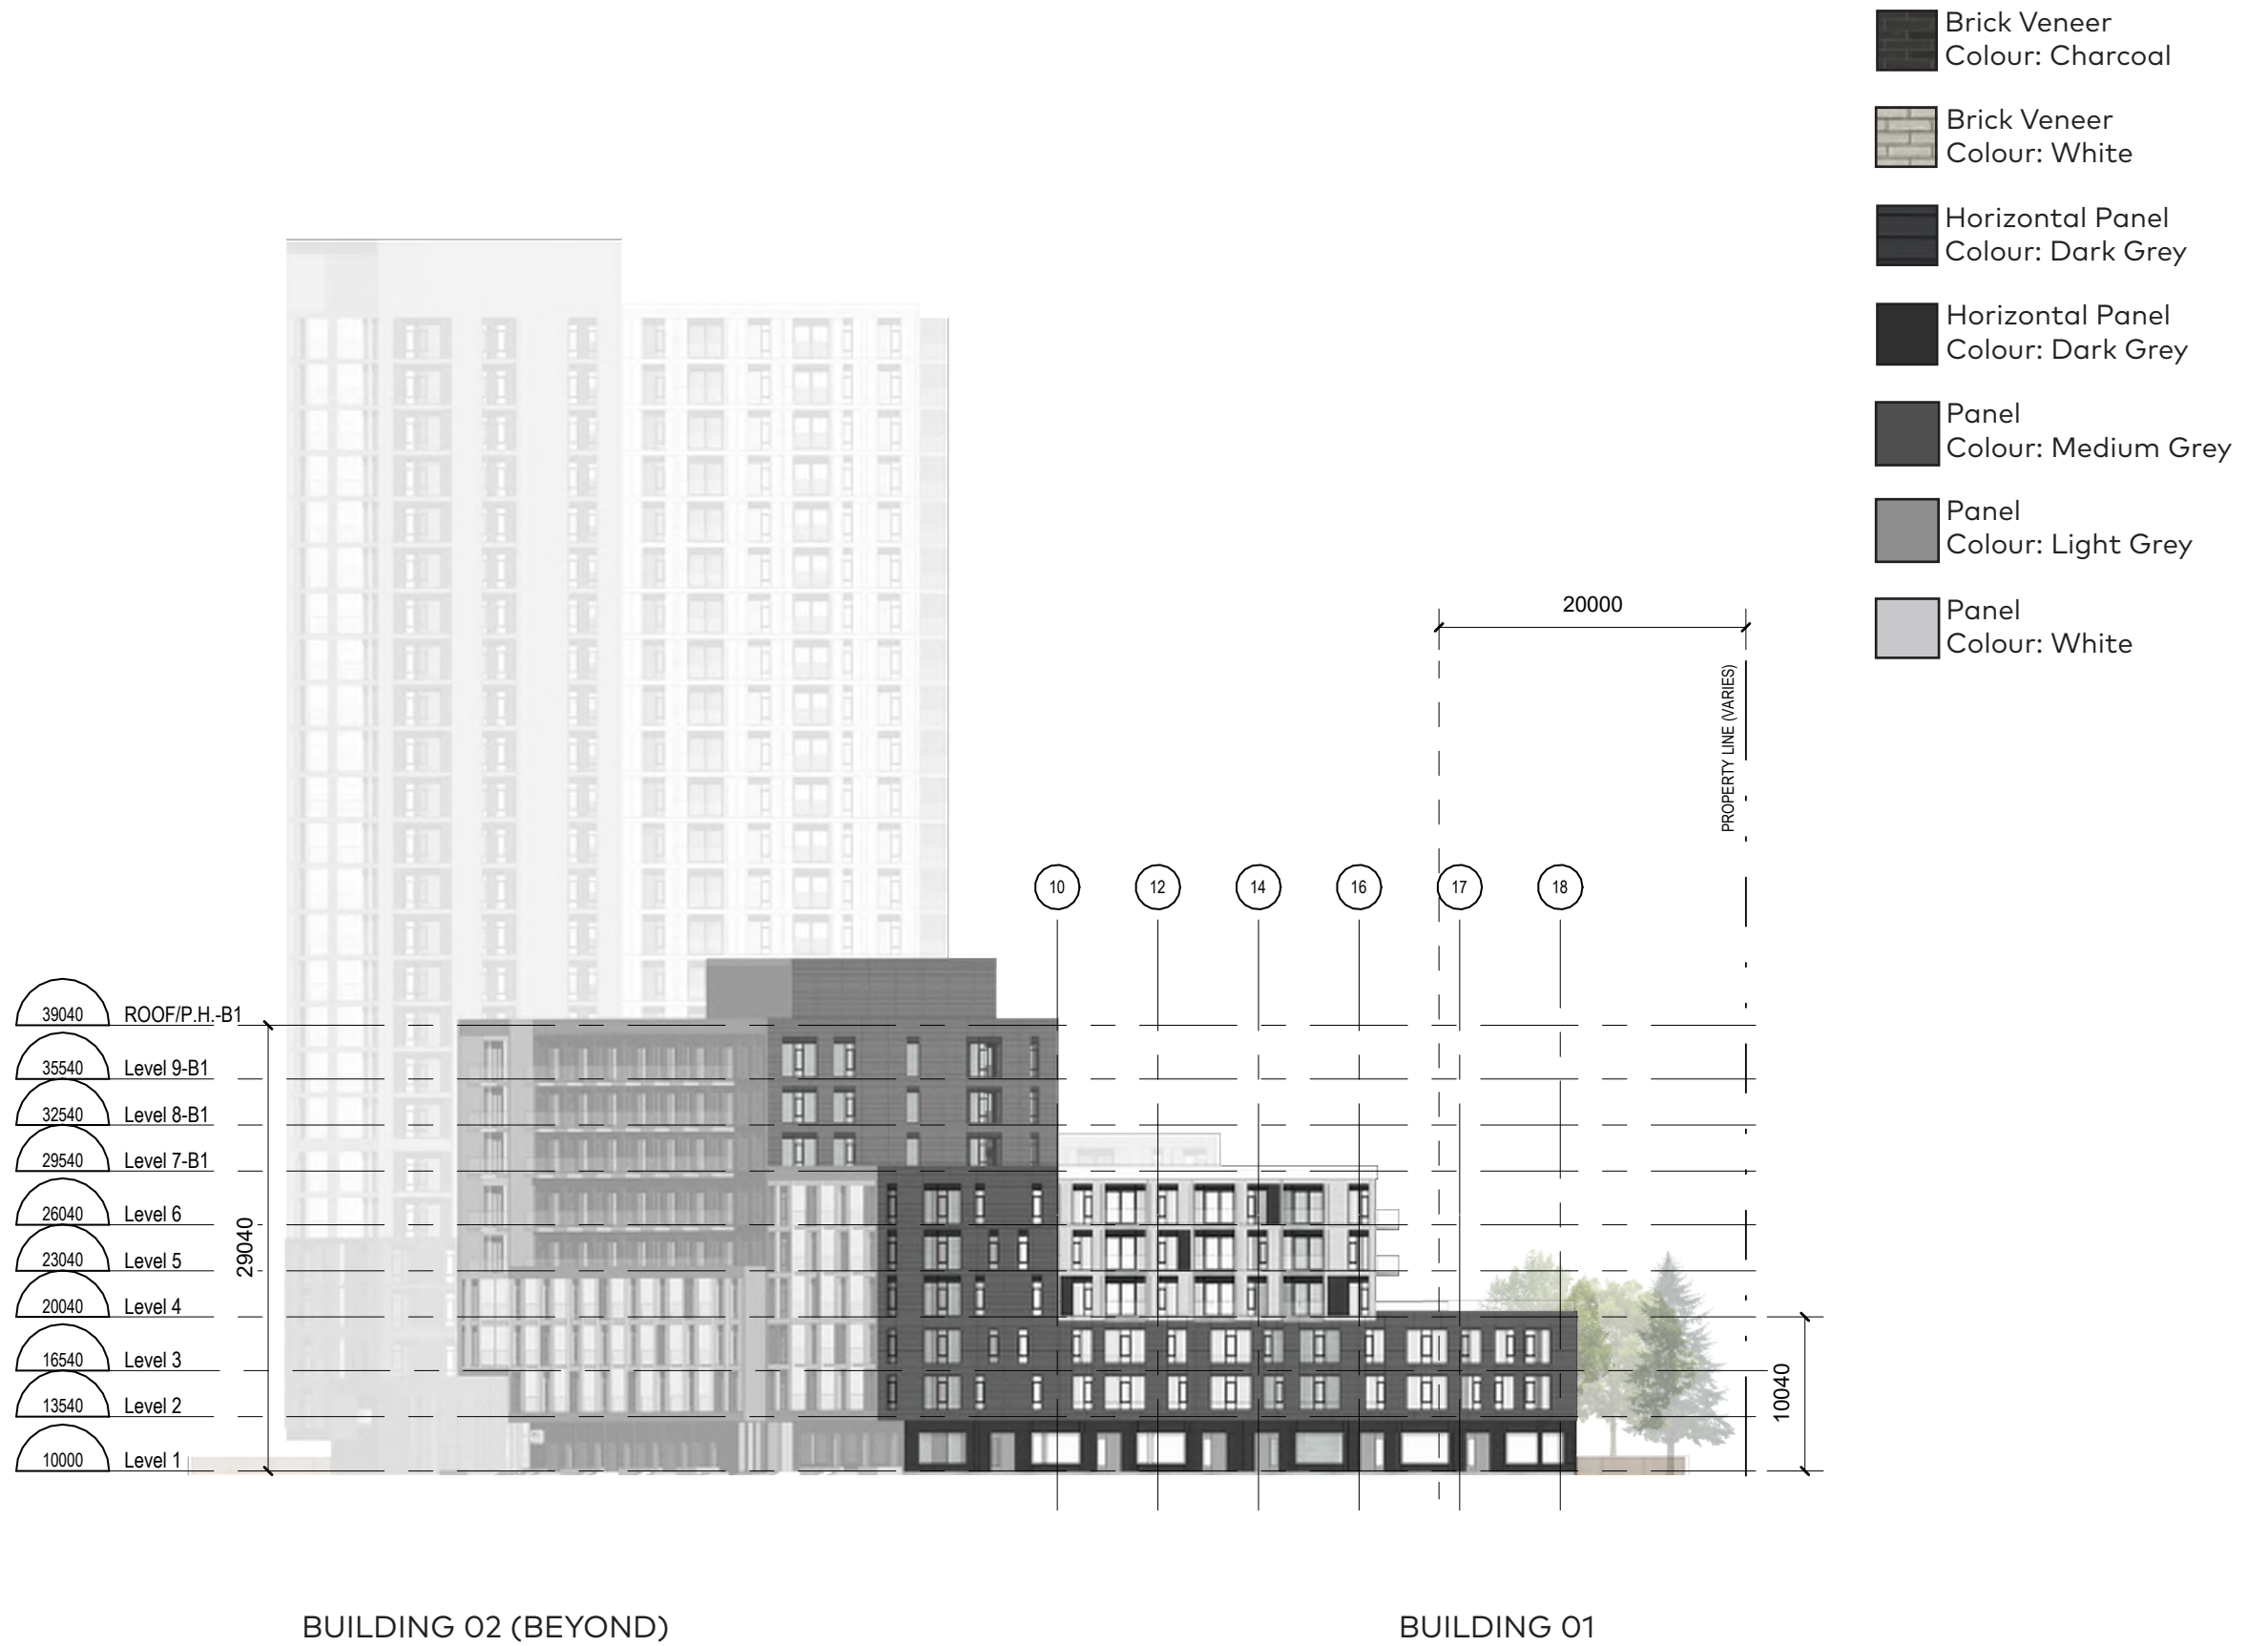 Brick Veneer
Colour: Charcoal
Brick Veneer
Colour: White
Horizontal Panel
Colour: Dark Grey
Horizontal Panel
Colour: Dark Grey
Panel
Colour: Medium Grey
Panel
Colour: Light Grey
Panel
Colour: White
20000
PROPERTY LINE (VARIES)
10 12 14 16 17 18
39040 ROOF/P.H.-B1
35540 Level 9-B1
32540 Level 8-B1
29540 Level 7-B1
26040 Level 6
23040 Level 5
20040 Level 4
16540 Level 3
13540 Level 2
10000 Level 1
29040
10040
BUILDING 02 (BEYOND)
BUILDING 01